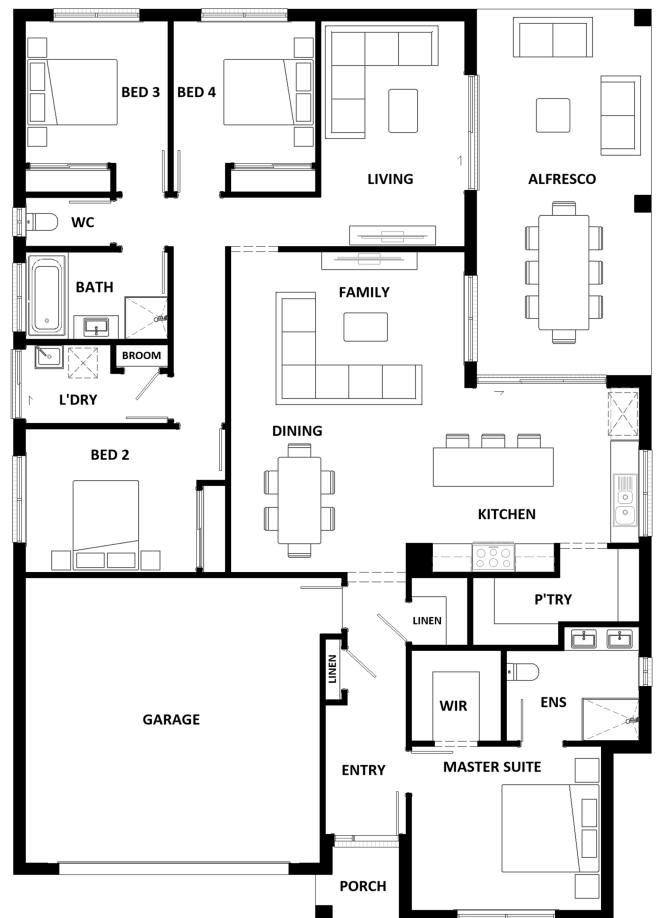 BED 3
BED 4
LIVING
ALFRESCO
WC
BATH
FAMILY
BROOM
L'DRY
DINING
BED 2
KITCHEN
P'TRY
LINEN
LINEN
WIR
ENS
GARAGE
ENTRY
MASTER SUITE
PORCH